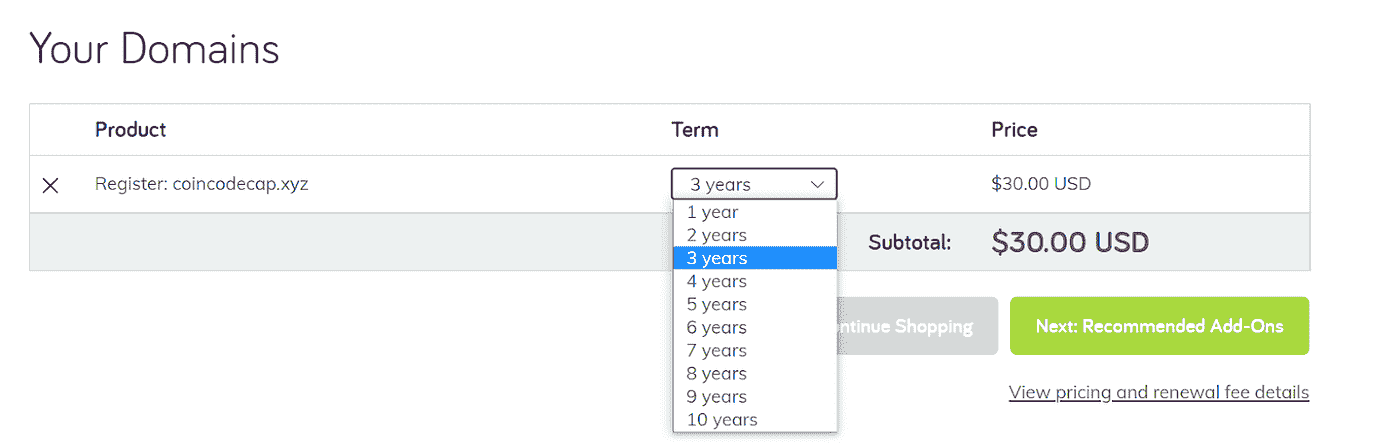 Your Domains
Product Term Price
Register: coincodecap.xyz 3 years $30.00 USD
1 year
2 years
3 years
4 years
5 years
6 years
7 years
8 years
9 years
10 years
Subtotal: $30.00 USD
ntinue Shopping Next: Recommended Add-Ons
View pricing and renewal fee details